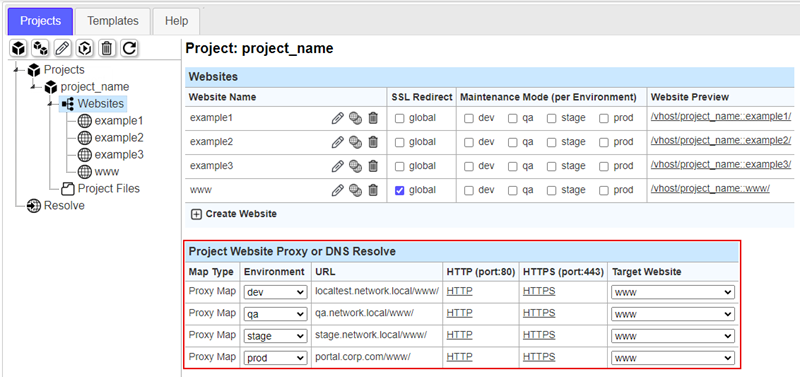 Projects Templates Help
Projects
project_name
Websites
example1
example2
example3
www
Project Files
Resolve
Project: project_name
Websites
Website Name SSL Redirect Maintenance Mode (per Environment) Website Preview
example1 global dev qa stage prod /vhost/project_name::example1/
example2 global dev qa stage prod /vhost/project_name::example2/
example3 global dev qa stage prod /vhost/project_name::example3/
www global dev qa stage prod /vhost/project_name::www/
Create Website
Project Website Proxy or DNS Resolve
Map Type Environment URL HTTP (port:80) HTTPS (port:443) Target Website
Proxy Map dev localtest.network.local/www/ HTTP HTTPS www
Proxy Map qa qa.network.local/www/ HTTP HTTPS www
Proxy Map stage stage.network.local/www/ HTTP HTTPS www
Proxy Map prod portal.corp.com/www/ HTTP HTTPS www